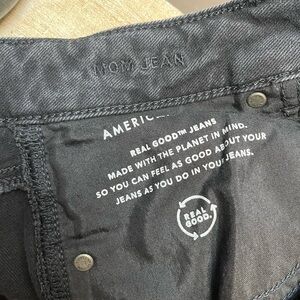 MOM JEAN
AMERIC
REAL GOOD™ JEANS
MADE WITH THE PLANET IN MIND.
SO YOU CAN FEEL AS GOOD ABOUT YOUR
JEANS AS YOU DO IN YOUR JEANS.
REAL
GOOD.